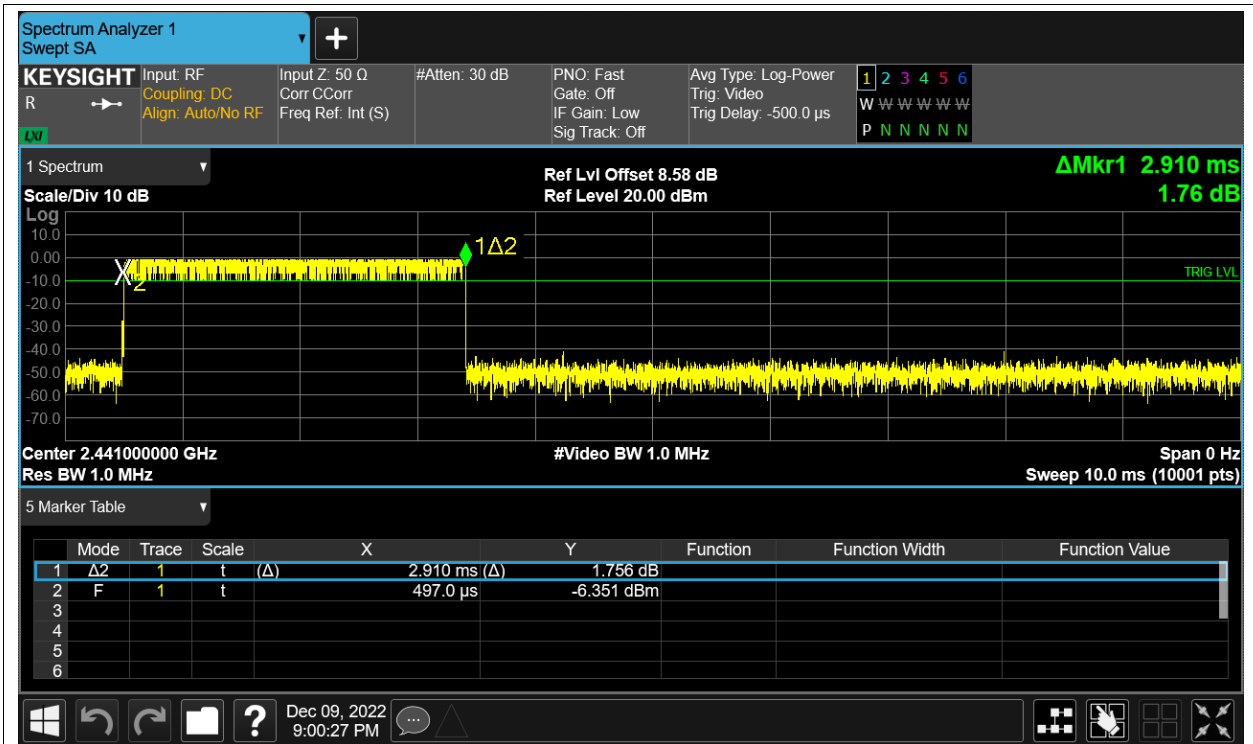 Spectrum Analyzer 1
Swept SA
KEYSIGHT Input: RF Input Z: 50 Ω #Atten: 30 dB PNO: Fast Avg Type: Log-Power 1 2 3 4 5 6
R Coupling: DC Corr CCorr Gate: Off Trig: Video
Align: Auto/No RF Freq Ref: Int (S) IF Gain: Low Trig Delay: -500.0 µs W W W W W W
LXI Sig Track: Off P N N N N N
1 Spectrum Ref Lvl Offset 8.58 dB ΔMkr1 2.910 ms
Scale/Div 10 dB Ref Level 20.00 dBm 1.76 dB
Log
10.0
1Δ2
0.00
TRIG LVL
X2
-10.0
-20.0
-30.0
-40.0
-50.0
-60.0
-70.0
Center 2.441000000 GHz #Video BW 1.0 MHz Span 0 Hz
Res BW 1.0 MHz Sweep 10.0 ms (10001 pts)
5 Marker Table
Mode Trace Scale X Y Function Function Width Function Value
1 Δ2 1 t (Δ) 2.910 ms (Δ) 1.756 dB
2 F 1 t 497.0 µs -6.351 dBm
3
4
5
6
? Dec 09, 2022
9:00:27 PM